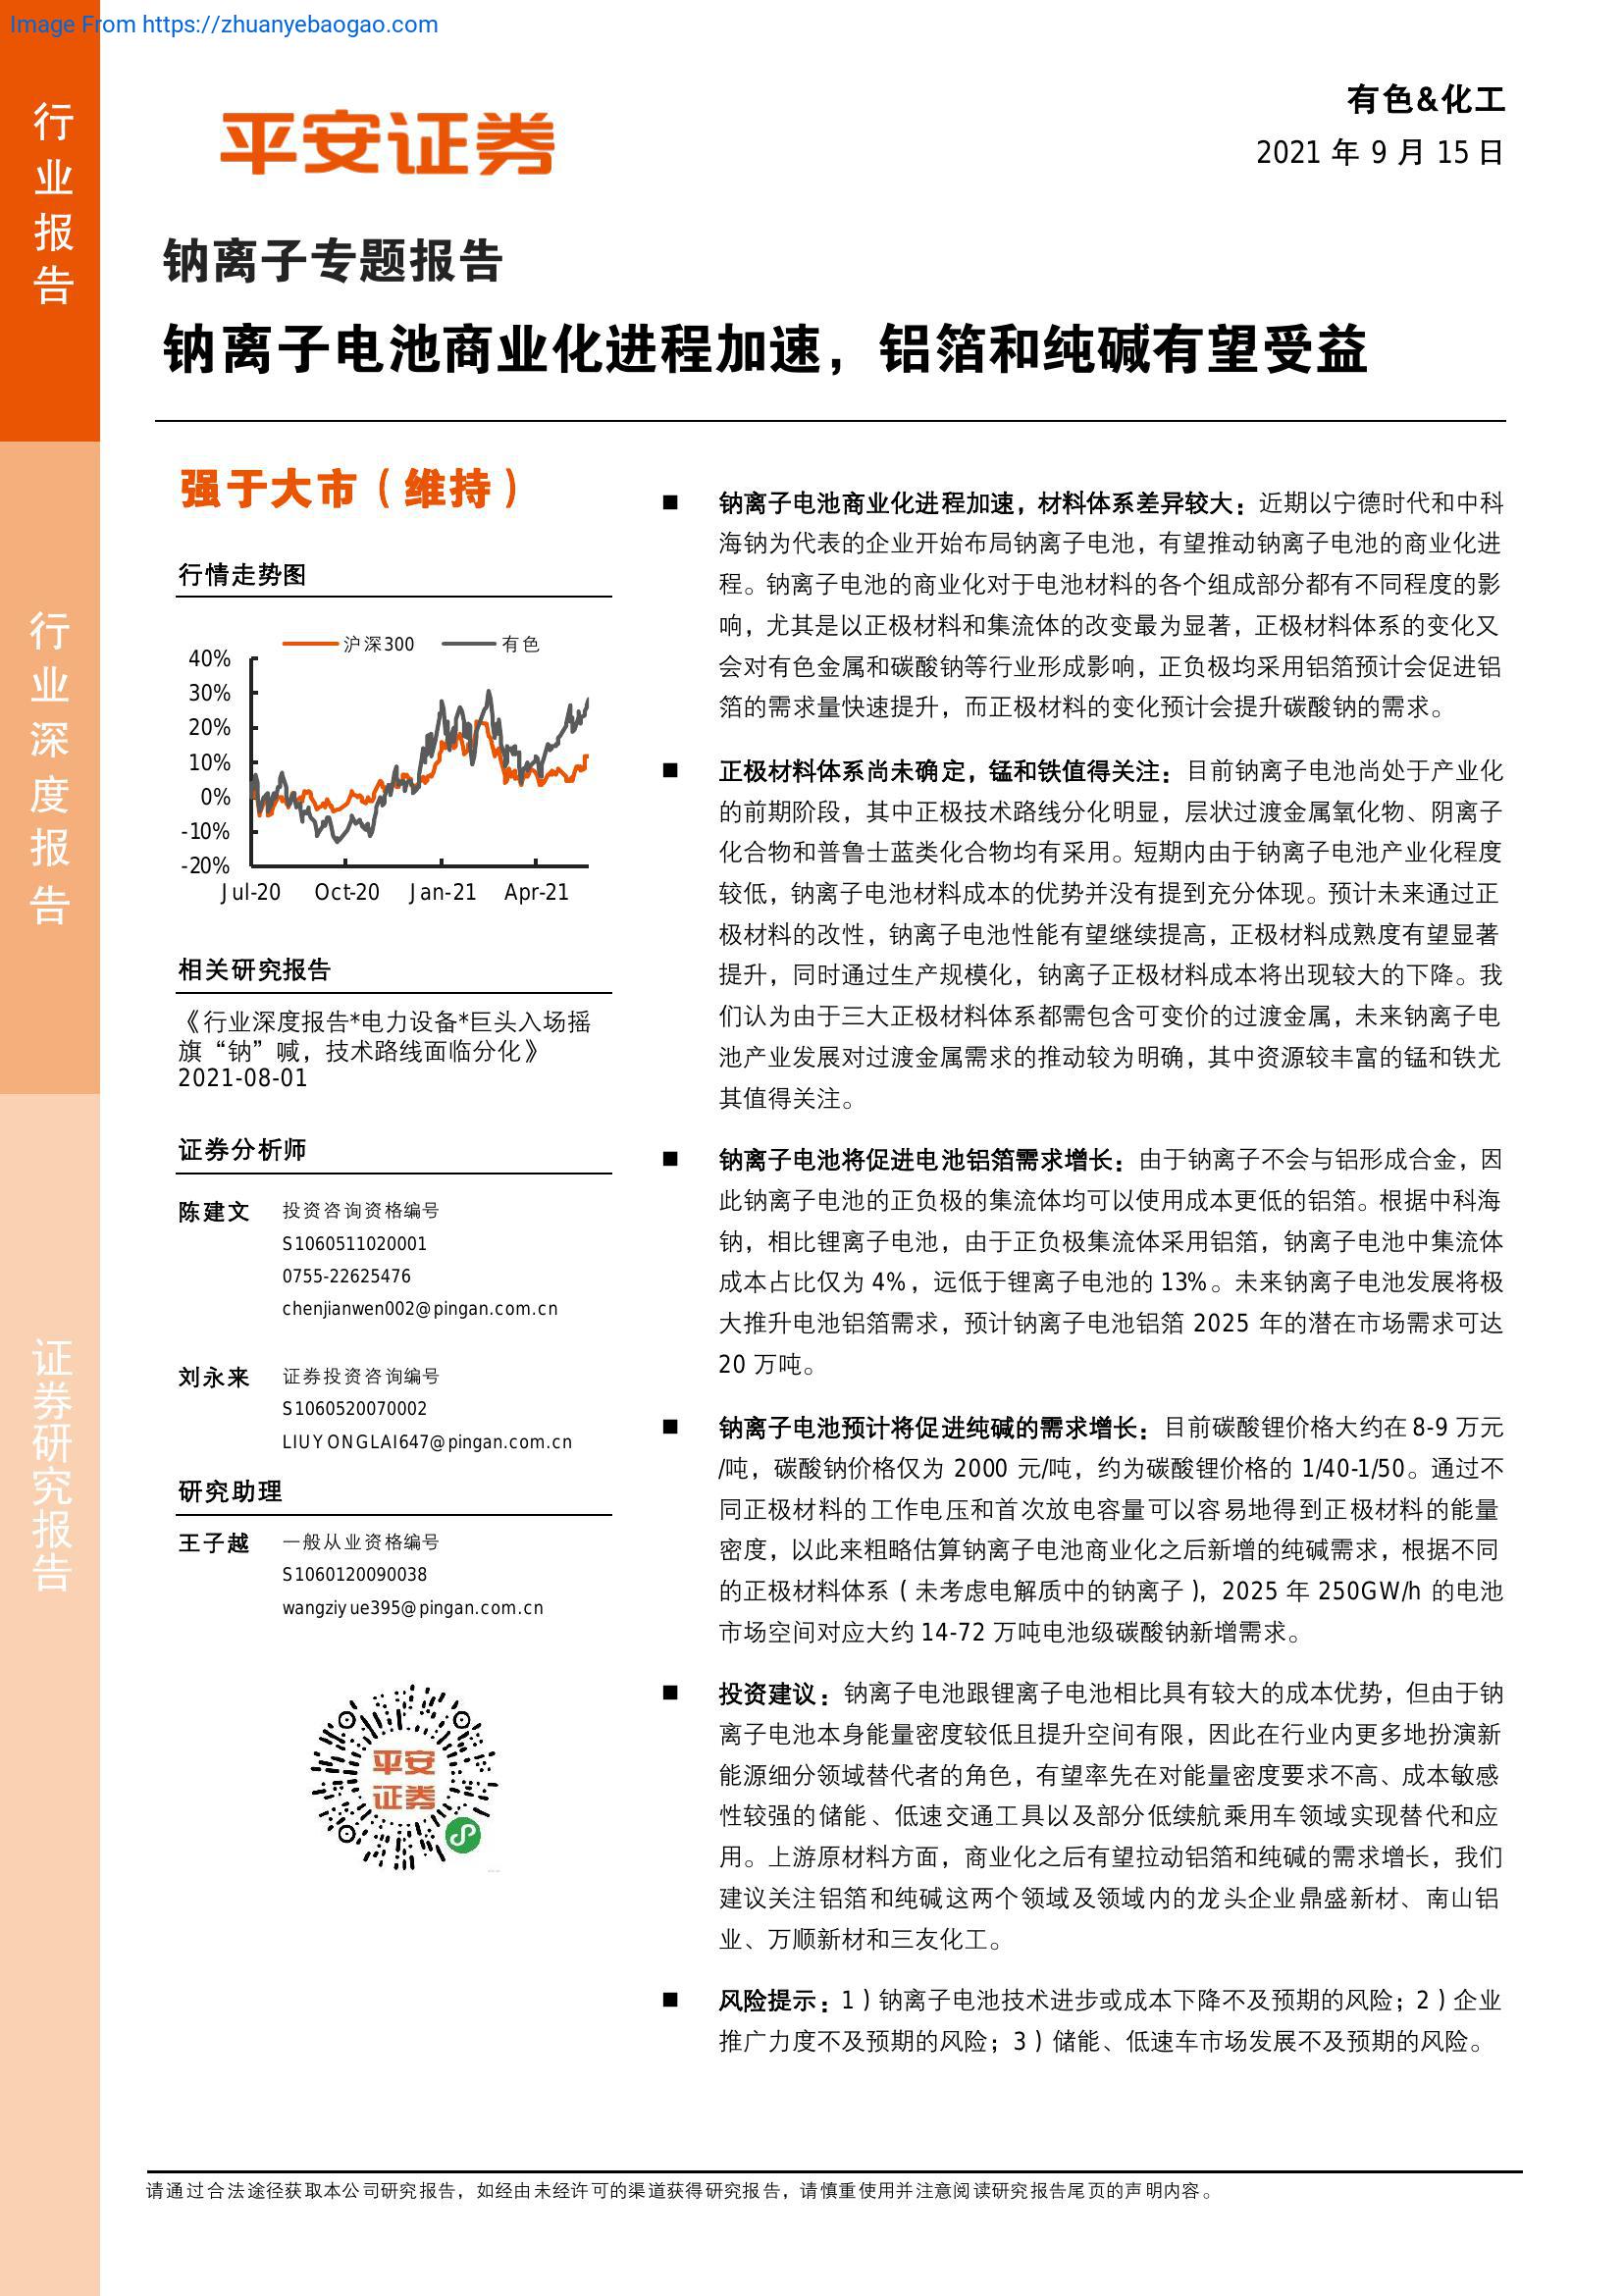 Image From https://zhuanyebaogao.com
行业报告
行业深度报告
证券研究报告
平安证券
有色&化工
2021 年 9 月 15 日
钠离子专题报告
钠离子电池商业化进程加速，铝箔和纯碱有望受益
强于大市（维持）
行情走势图
沪深300 有色
40%
30%
20%
10%
0%
-10%
-20%
Jul-20 Oct-20 Jan-21 Apr-21
相关研究报告
《行业深度报告*电力设备*巨头入场摇
旗“钠”喊，技术路线面临分化》
2021-08-01
证券分析师
陈建文 投资咨询资格编号
S1060511020001
0755-22625476
chenjianwen002@pingan.com.cn
刘永来 证券投资咨询编号
S1060520070002
LIUYONGLAI647@pingan.com.cn
研究助理
王子越 一般从业资格编号
S1060120090038
wangziyue395@pingan.com.cn
平安
证券
■ 钠离子电池商业化进程加速，材料体系差异较大：近期以宁德时代和中科
海钠为代表的企业开始布局钠离子电池，有望推动钠离子电池的商业化进
程。钠离子电池的商业化对于电池材料的各个组成部分都有不同程度的影
响，尤其是以正极材料和集流体的改变最为显著，正极材料体系的变化又
会对有色金属和碳酸钠等行业形成影响，正负极均采用铝箔预计会促进铝
箔的需求量快速提升，而正极材料的变化预计会提升碳酸钠的需求。
■ 正极材料体系尚未确定，锰和铁值得关注：目前钠离子电池尚处于产业化
的前期阶段，其中正极技术路线分化明显，层状过渡金属氧化物、阴离子
化合物和普鲁士蓝类化合物均有采用。短期内由于钠离子电池产业化程度
较低，钠离子电池材料成本的优势并没有提到充分体现。预计未来通过正
极材料的改性，钠离子电池性能有望继续提高，正极材料成熟度有望显著
提升，同时通过生产规模化，钠离子正极材料成本将出现较大的下降。我
们认为由于三大正极材料体系都需包含可变价的过渡金属，未来钠离子电
池产业发展对过渡金属需求的推动较为明确，其中资源较丰富的锰和铁尤
其值得关注。
■ 钠离子电池将促进电池铝箔需求增长：由于钠离子不会与铝形成合金，因
此钠离子电池的正负极的集流体均可以使用成本更低的铝箔。根据中科海
钠，相比锂离子电池，由于正负极集流体采用铝箔，钠离子电池中集流体
成本占比仅为 4%，远低于锂离子电池的 13%。未来钠离子电池发展将极
大推升电池铝箔需求，预计钠离子电池铝箔 2025 年的潜在市场需求可达
20 万吨。
■ 钠离子电池预计将促进纯碱的需求增长：目前碳酸锂价格大约在 8-9 万元
/吨，碳酸钠价格仅为 2000 元/吨，约为碳酸锂价格的 1/40-1/50。通过不
同正极材料的工作电压和首次放电容量可以容易地得到正极材料的能量
密度，以此来粗略估算钠离子电池商业化之后新增的纯碱需求，根据不同
的正极材料体系（未考虑电解质中的钠离子），2025 年 250GW/h 的电池
市场空间对应大约 14-72 万吨电池级碳酸钠新增需求。
■ 投资建议：钠离子电池跟锂离子电池相比具有较大的成本优势，但由于钠
离子电池本身能量密度较低且提升空间有限，因此在行业内更多地扮演新
能源细分领域替代者的角色，有望率先在对能量密度要求不高、成本敏感
性较强的储能、低速交通工具以及部分低续航乘用车领域实现替代和应
用。上游原材料方面，商业化之后有望拉动铝箔和纯碱的需求增长，我们
建议关注铝箔和纯碱这两个领域及领域内的龙头企业鼎盛新材、南山铝
业、万顺新材和三友化工。
■ 风险提示：1）钠离子电池技术进步或成本下降不及预期的风险；2）企业
推广力度不及预期的风险；3）储能、低速车市场发展不及预期的风险。
请通过合法途径获取本公司研究报告，如经由未经许可的渠道获得研究报告，请慎重使用并注意阅读研究报告尾页的声明内容。